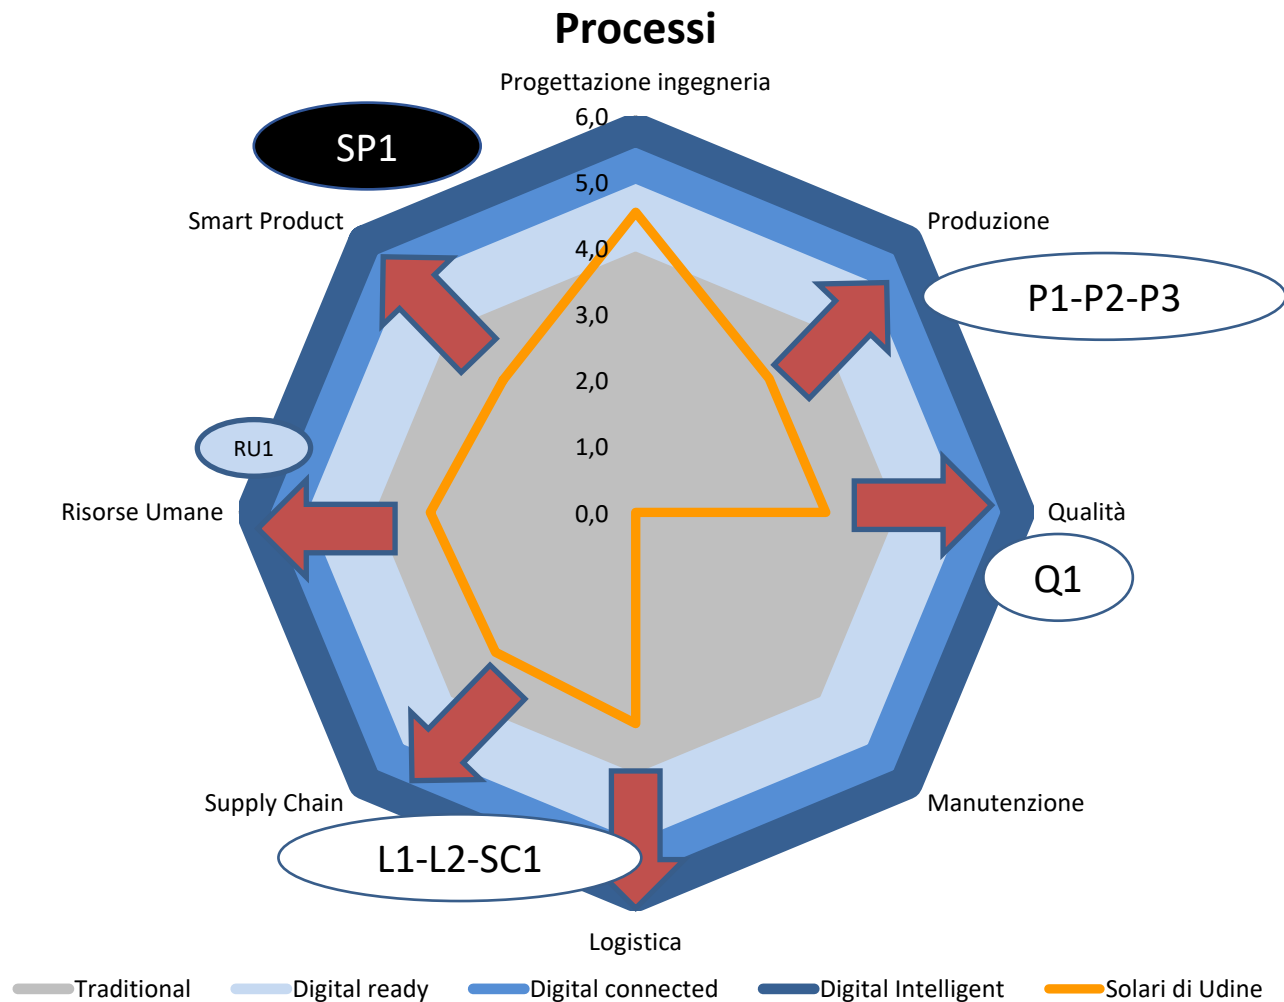 Processi
Progettazione ingegneria
6,0
SP1
5,0
Smart Product
Produzione
4,0
P1-P2-P3
3,0
2,0
1,0
RU1
Risorse Umane
0,0
Qualità
Q1
Supply Chain
Manutenzione
L1-L2-SC1
Logistica
Traditional Digital ready Digital connected Digital Intelligent Solari di Udine